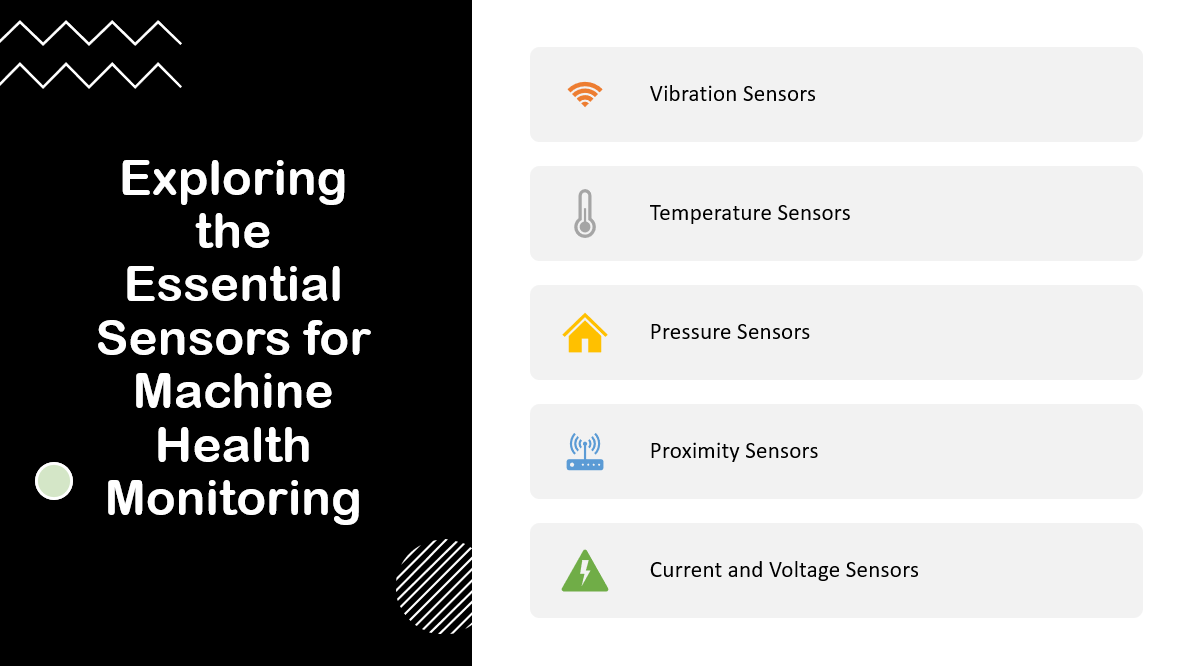 Exploring
the
Essential
Sensors for
Machine
Health
Monitoring
Vibration Sensors
Temperature Sensors
Pressure Sensors
Proximity Sensors
Current and Voltage Sensors